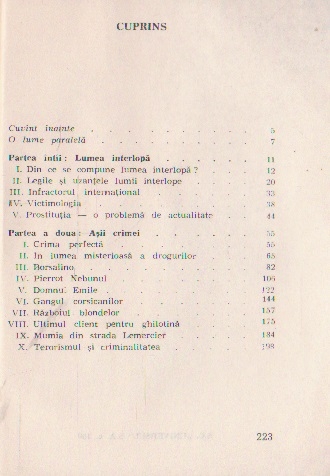 CUPRINS
Cuvînt înainte . . . . . . . . 5
O lume paralelă . . . . . . . . 7
Partea întîi : Lumea interlopă . . . . . 11
I. Din ce se compune lumea interlopă ? . . . 12
II. Legile și uzanțele lumii interlope . . . 20
III. Infractorul internațional . . . . . 33
IV. Victimologia . . . . . . . 38
V. Prostituția — o problemă de actualitate . . 44
Partea a doua : Așii crimei . . . . . 55
I. Crima perfectă . . . . . . . 55
II. În lumea misterioasă a drogurilor . . . 65
III. Borsalino . . . . . . . . 82
IV. Pierrot Nebunul . . . . . . 106
V. Domnul Emile . . . . . . . 122
VI. Gangul corsicanilor . . . . . . 144
VII. Războiul blondelor . . . . . . 157
VIII. Ultimul client pentru ghilotină . . . 175
IX. Mumia din strada Lemercier . . . . 184
X. Terorismul și criminalitatea . . . . 198
223